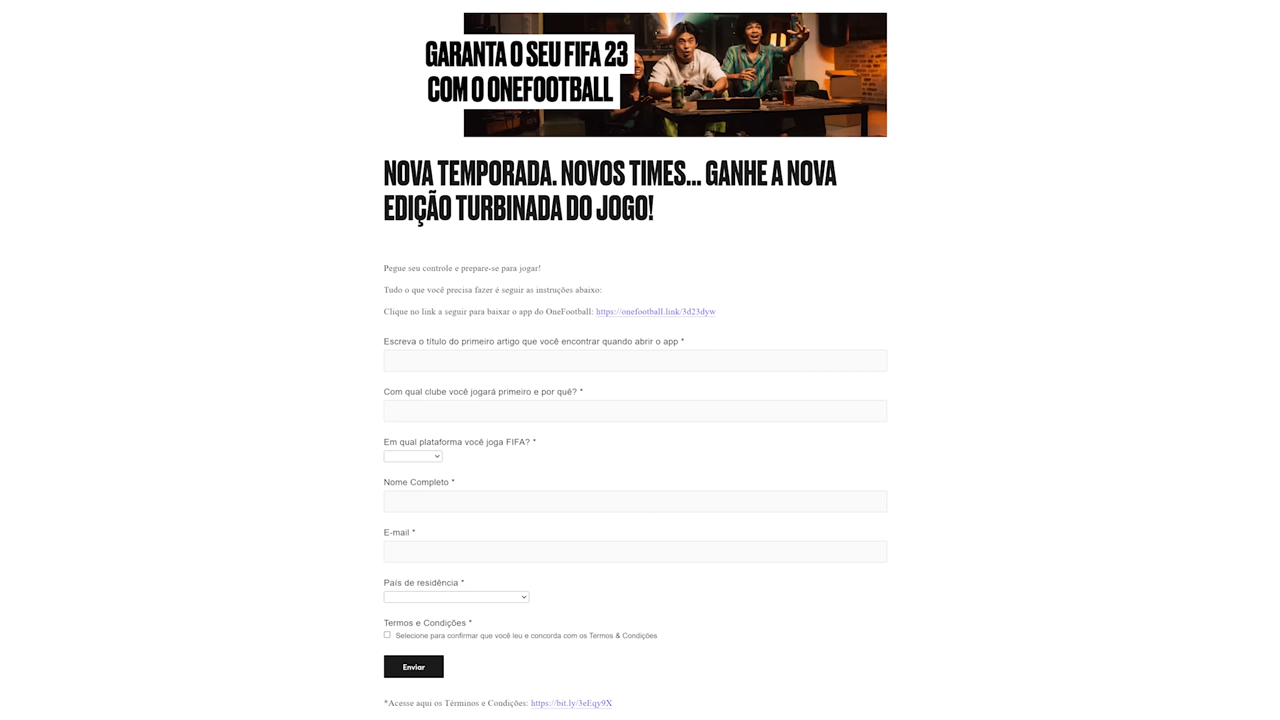 GARANTA O SEU FIFA 23
COM O ONEFOOTBALL
NOVA TEMPORADA. NOVOS TIMES... GANHE A NOVA
EDIÇÃO TURBINADA DO JOGO!
Pegue seu controle e prepare-se para jogar!
Tudo o que você precisa fazer é seguir as instruções abaixo:
Clique no link a seguir para baixar o app do OneFootball: https://onefootball.link/3d23dyw
Escreva o título do primeiro artigo que você encontrar quando abrir o app *
Com qual clube você jogará primeiro e por quê? *
Em qual plataforma você joga FIFA? *
Nome Completo *
E-mail *
País de residência *
Termos e Condições *
Selecione para confirmar que você leu e concorda com os Termos & Condições
Enviar
*Acesse aqui os Términos e Condições: https://bit.ly/3eEqy9X